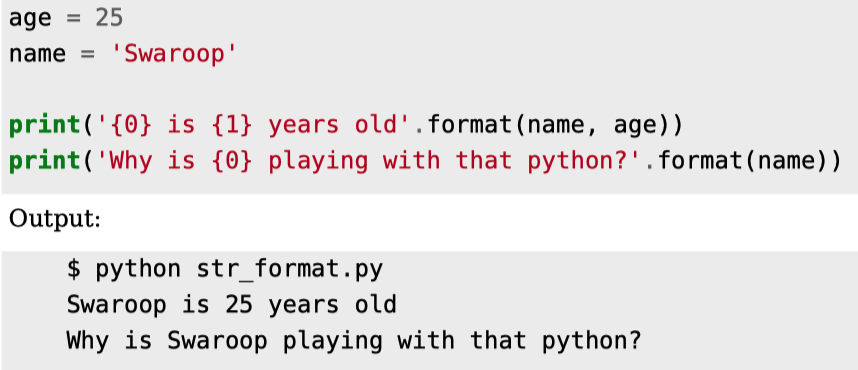 age = 25
name = 'Swaroop'
print('{0} is {1} years old'.format(name, age))
print('Why is {0} playing with that python?'.format(name))
Output:
$ python str_format.py
Swaroop is 25 years old
Why is Swaroop playing with that python?